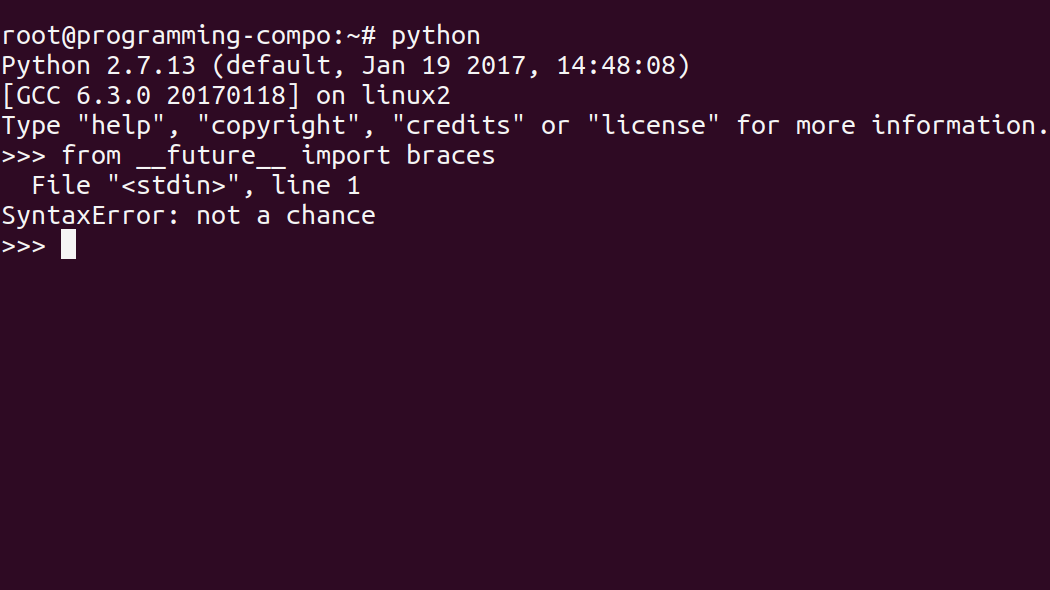 root@programming-compo:~# python
Python 2.7.13 (default, Jan 19 2017, 14:48:08)
[GCC 6.3.0 20170118] on linux2
Type "help", "copyright", "credits" or "license" for more information.
>>> from __future__ import braces
  File "<stdin>", line 1
SyntaxError: not a chance
>>>